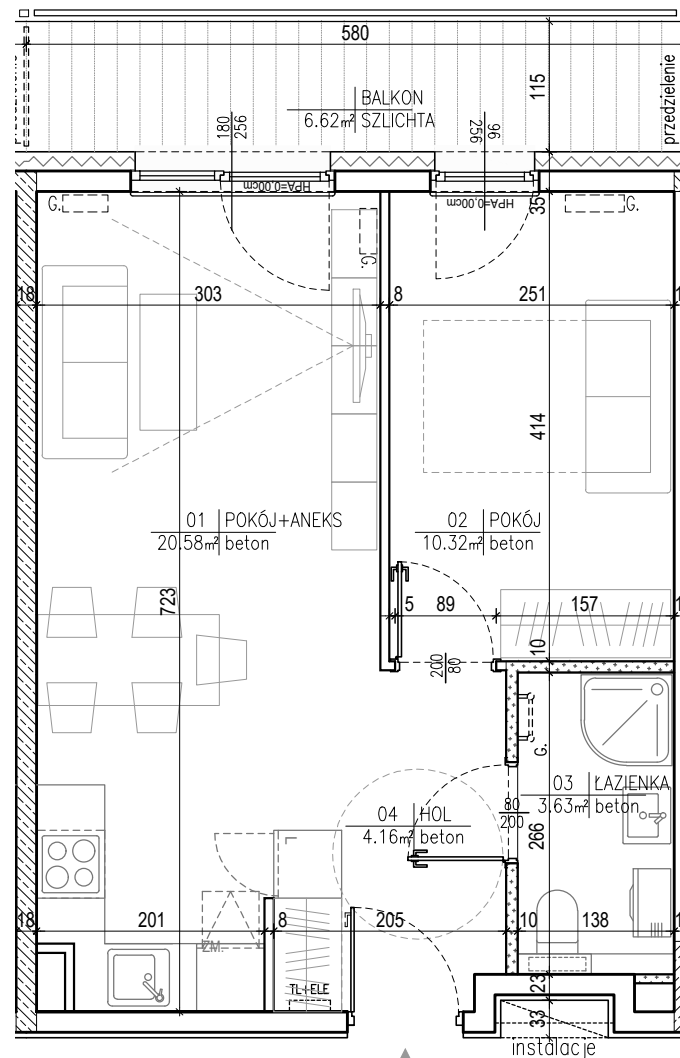 580
115
przedzielenie
BALKON
6.62m² SZLICHTA
180
256
96
256
HPA=0,00cm
HPA=0,00cm
35
G.
G.
G.
18
303
8
251
1
414
01 POKÓJ+ANEKS
20.58m² beton
02 POKÓJ
10.32m² beton
723
5
89
157
1
10
200
80
G.
03 ŁAZIENKA
3.63m² beton
04 HOL
4.16m² beton
80
200
266
L
18
201
8
205
10
138
1
ZM.
TL+ELE
23
33
instalacje